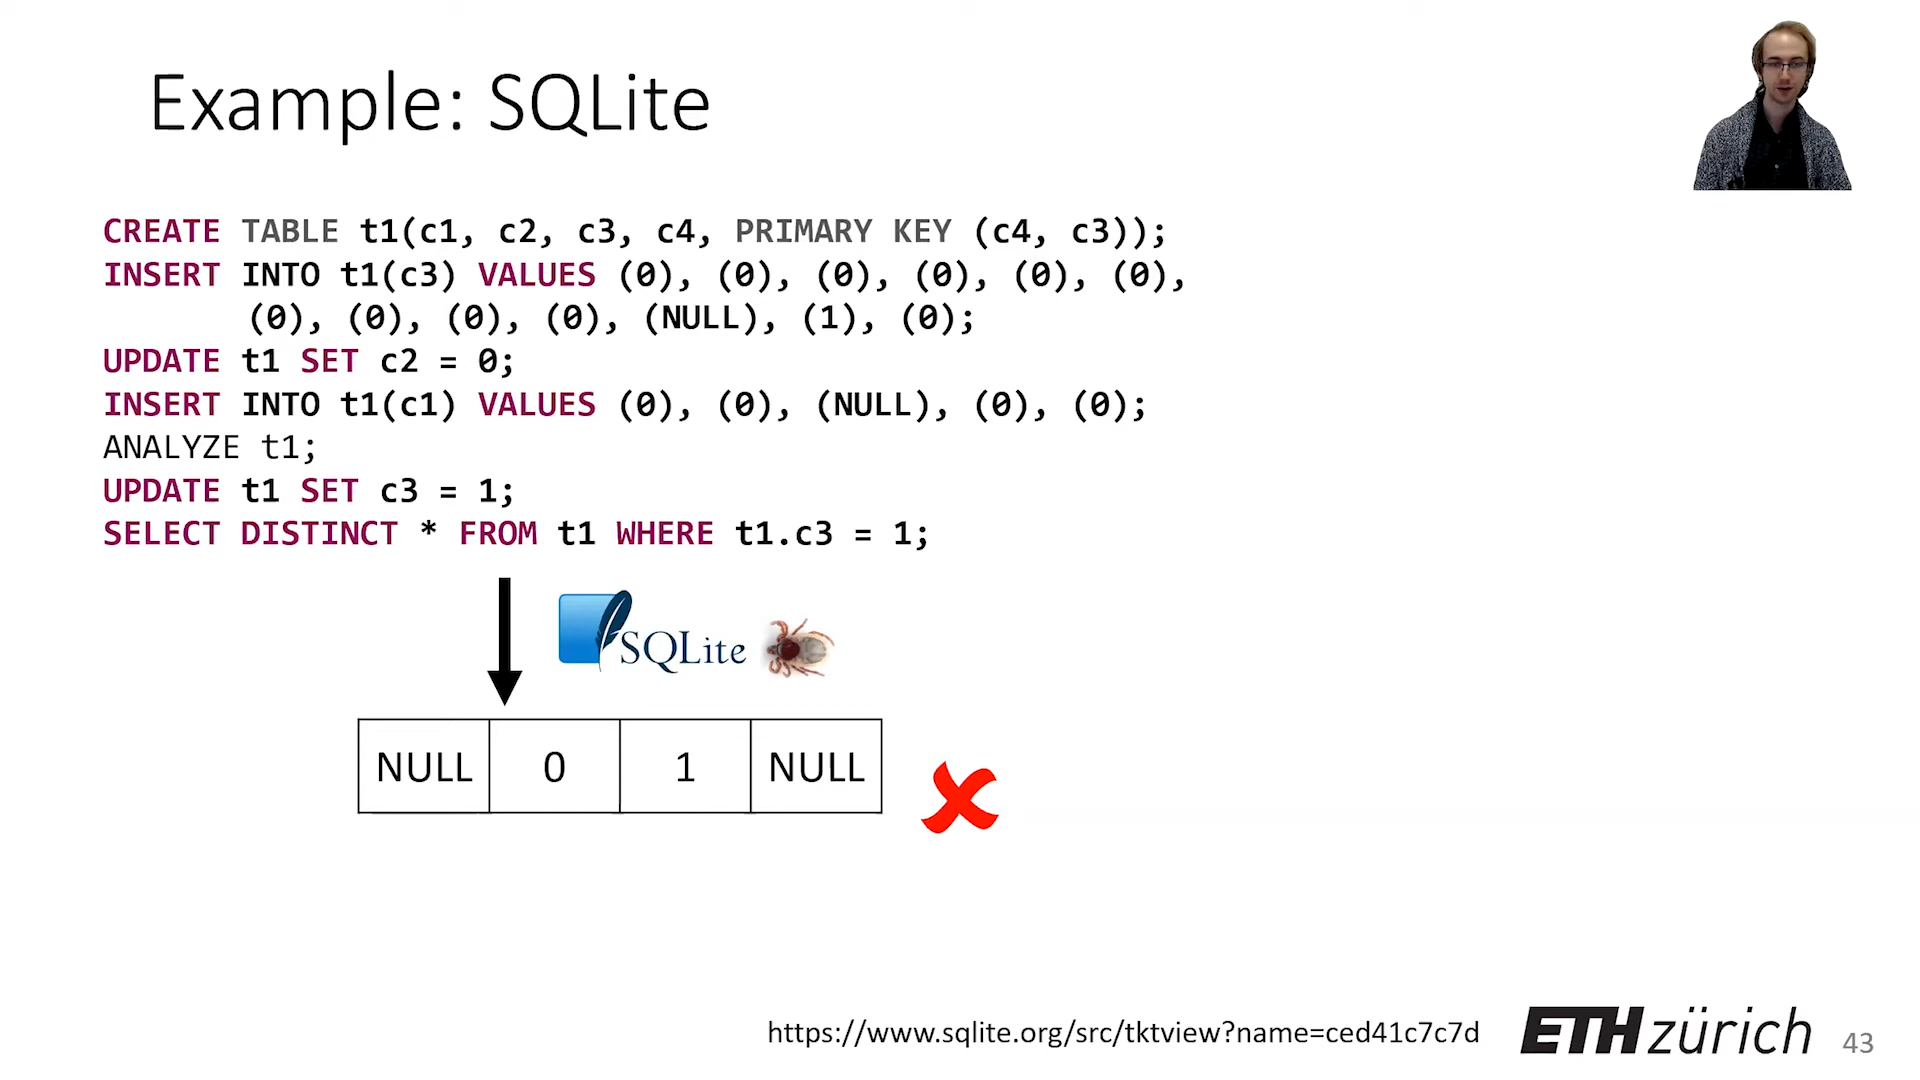 Example: SQLite
CREATE TABLE t1(c1, c2, c3, c4, PRIMARY KEY (c4, c3));
INSERT INTO t1(c3) VALUES (0), (0), (0), (0), (0), (0),
(0), (0), (0), (0), (NULL), (1), (0);
UPDATE t1 SET c2 = 0;
INSERT INTO t1(c1) VALUES (0), (0), (NULL), (0), (0);
ANALYZE t1;
UPDATE t1 SET c3 = 1;
SELECT DISTINCT * FROM t1 WHERE t1.c3 = 1;
SQLite
NULL 0 1 NULL
https://www.sqlite.org/src/tktview?name=ced41c7c7d
ETH zürich
43